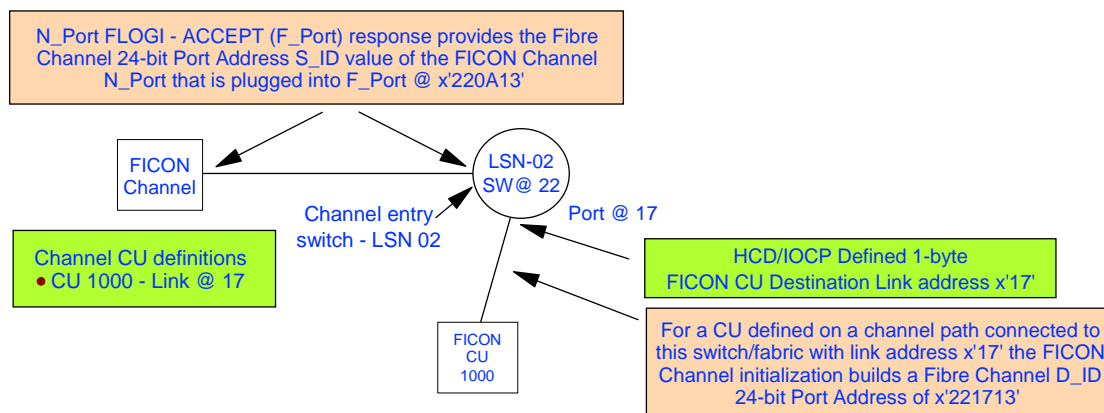 N_Port FLOGI - ACCEPT (F_Port) response provides the Fibre
Channel 24-bit Port Address S_ID value of the FICON Channel
N_Port that is plugged into F_Port @ x'220A13'
FICON
Channel
LSN-02
SW@ 22
Channel entry
switch - LSN 02
Port @ 17
Channel CU definitions
• CU 1000 - Link @ 17
HCD/IOCP Defined 1-byte
FICON CU Destination Link address x'17'
FICON
CU
1000
For a CU defined on a channel path connected to
this switch/fabric with link address x'17' the FICON
Channel initialization builds a Fibre Channel D_ID
24-bit Port Address of x'221713'